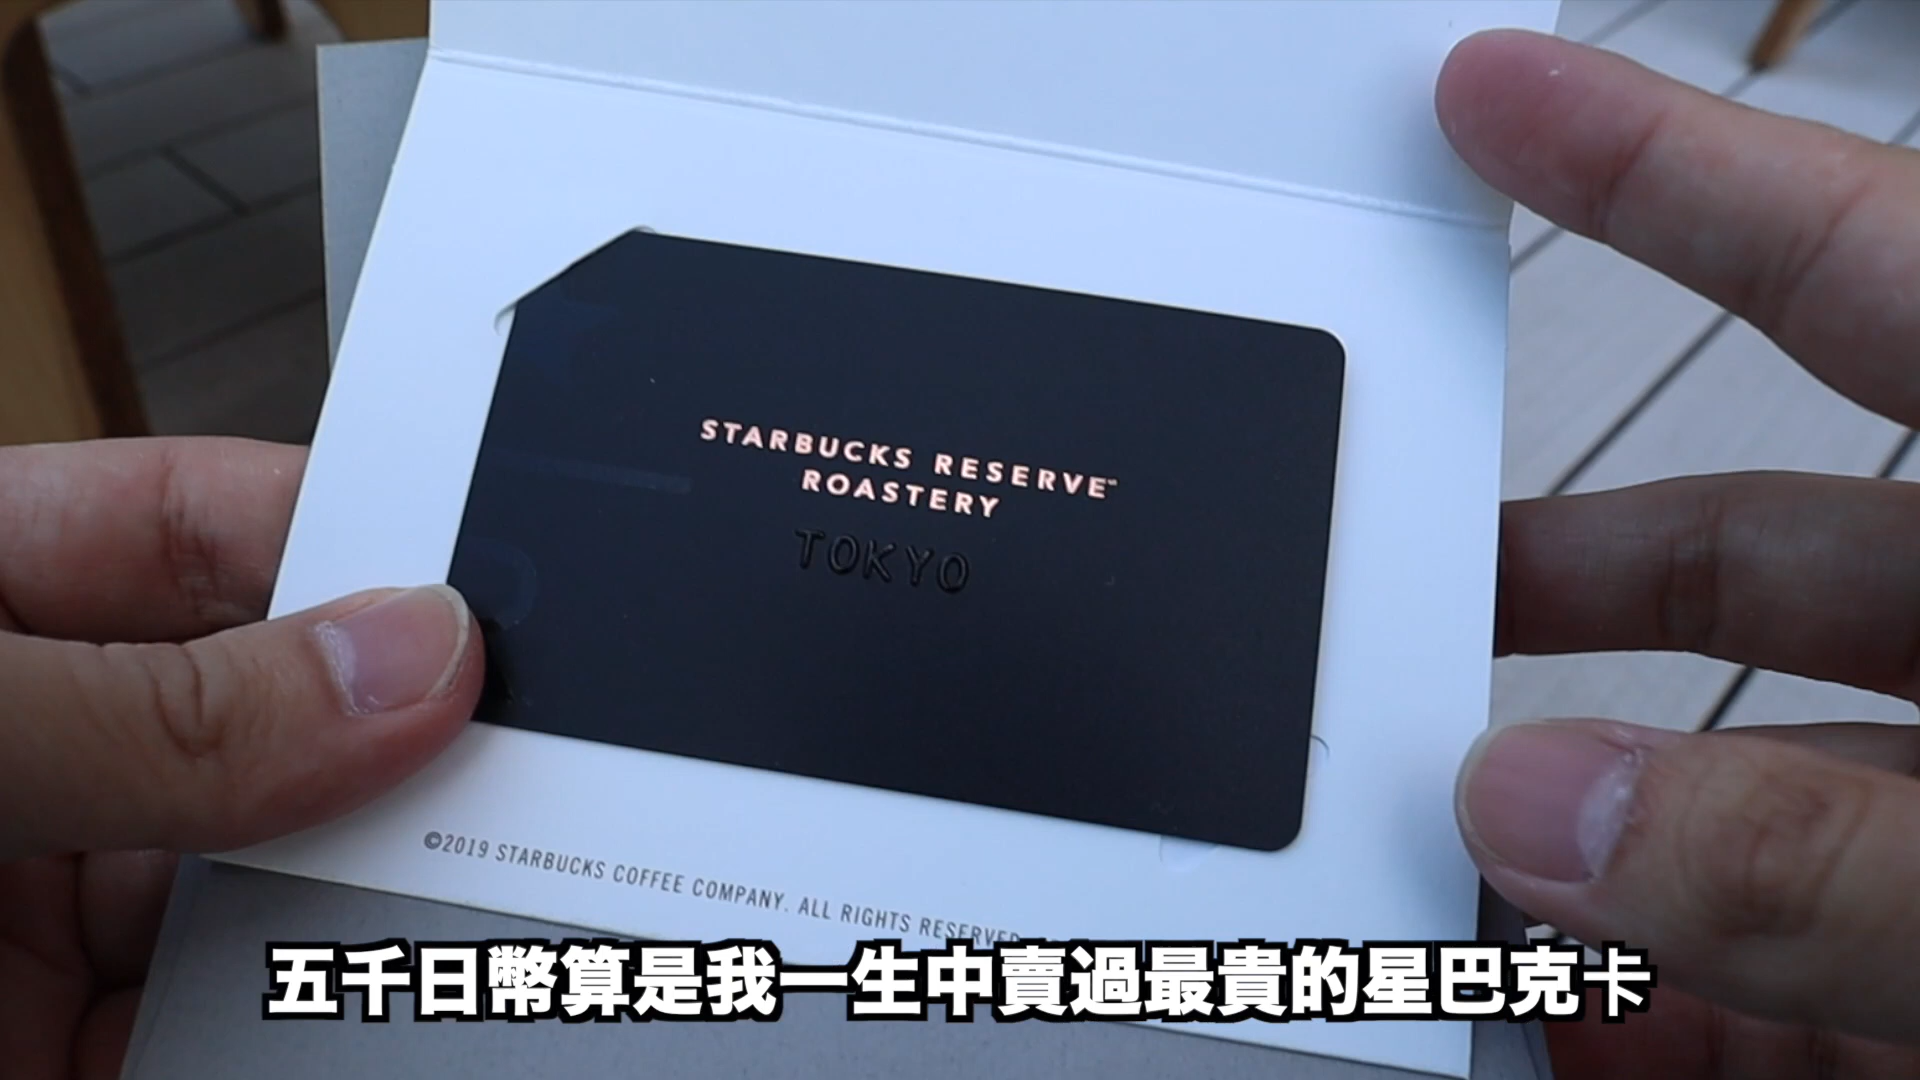 STARBUCKS RESERVE
ROASTERY
TOKYO
©2019 STARBUCKS COFFEE COMPANY. ALL RIGHTS RESERVED.
五千日幣算是我一生中賣過最貴的星巴克卡